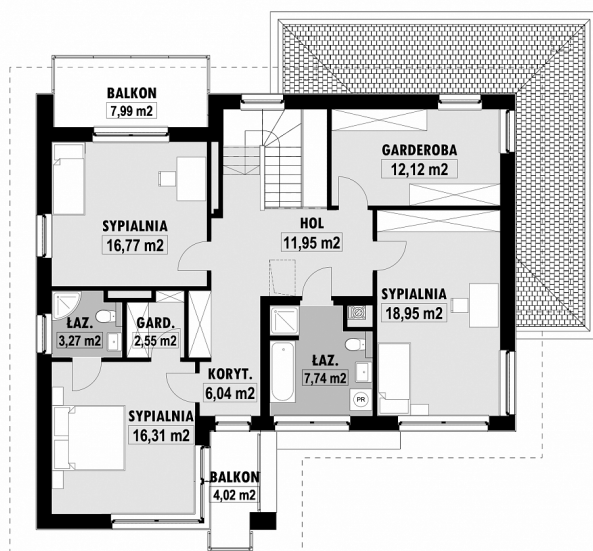 BALKON
7,99 m2
GARDEROBA
12,12 m2
SYPIALNIA
16,77 m2
HOL
11,95 m2
SYPIALNIA
18,95 m2
ŁAZ.
3,27 m2
GARD.
2,55 m2
ŁAZ.
7,74 m2
KORYT.
6,04 m2
PR
SYPIALNIA
16,31 m2
BALKON
4,02 m2